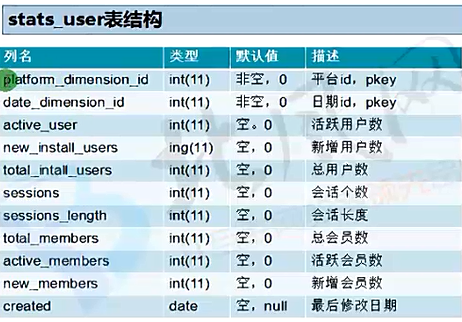 stats_user表结构
列名 类型 默认值 描述
platform_dimension_id int(11) 非空，0 平台id，pkey
date_dimension_id int(11) 非空，0 日期id，pkey
active_user int(11) 空。0 活跃用户数
new_install_users ing(11) 空，0 新增用户数
total_intall_users int(11) 空，0 总用户数
sessions int(11) 空，0 会话个数
sessions_length int(11) 空，0 会话长度
total_members int(11) 空，0 总会员数
active_members int(11) 空，0 活跃会员数
new_members int(11) 空，0 新增会员数
created date 空，null 最后修改日期